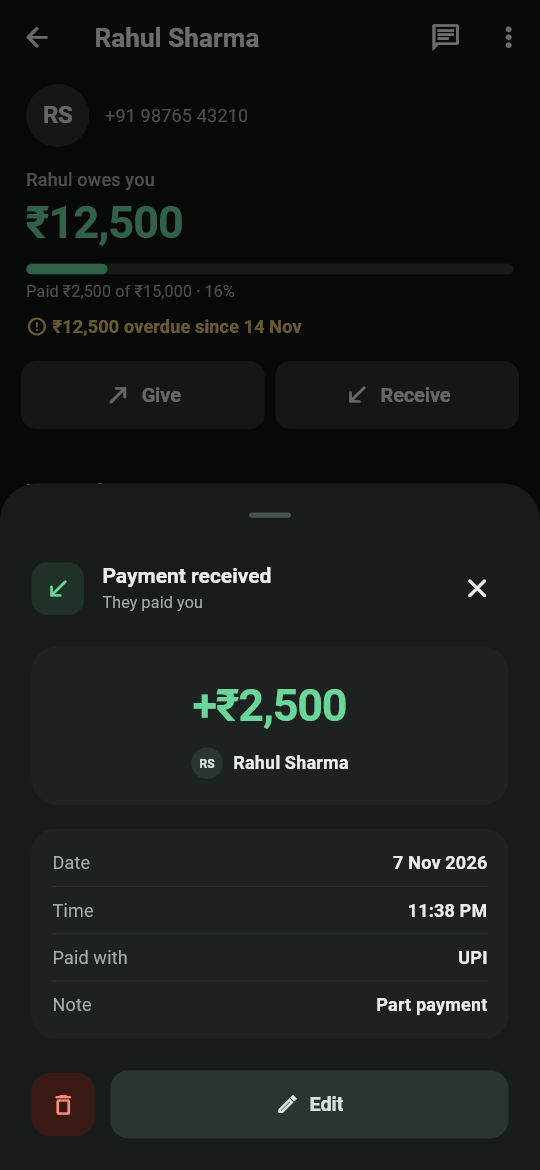 Rahul Sharma
RS
+91 98765 43210
Rahul owes you
₹12,500
Paid ₹2,500 of ₹15,000 · 16%
₹12,500 overdue since 14 Nov
Give
Receive
Payment received
They paid you
+₹2,500
RS Rahul Sharma
Date 7 Nov 2026
Time 11:38 PM
Paid with UPI
Note Part payment
Edit